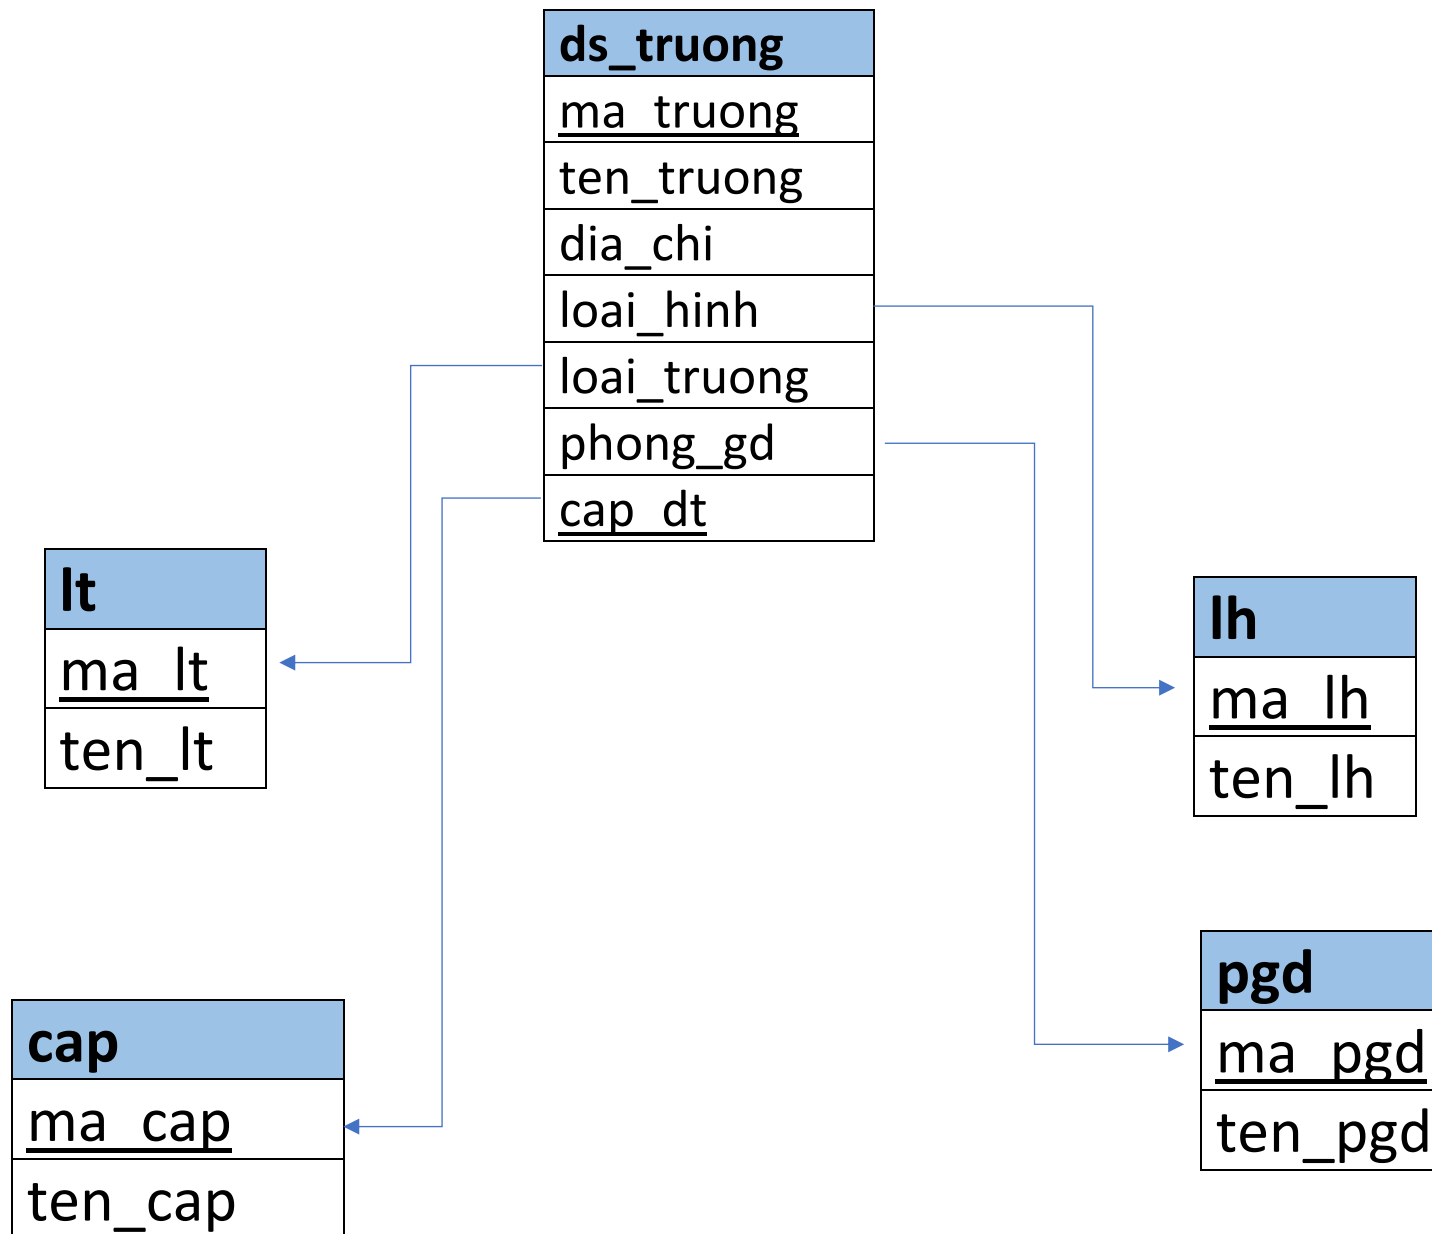 ds_truong
ma_truong
ten_truong
dia_chi
loai_hinh
loai_truong
phong_gd
cap_dt
lt
ma_lt
ten_lt
lh
ma_lh
ten_lh
cap
ma_cap
ten_cap
pgd
ma_pgd
ten_pgd